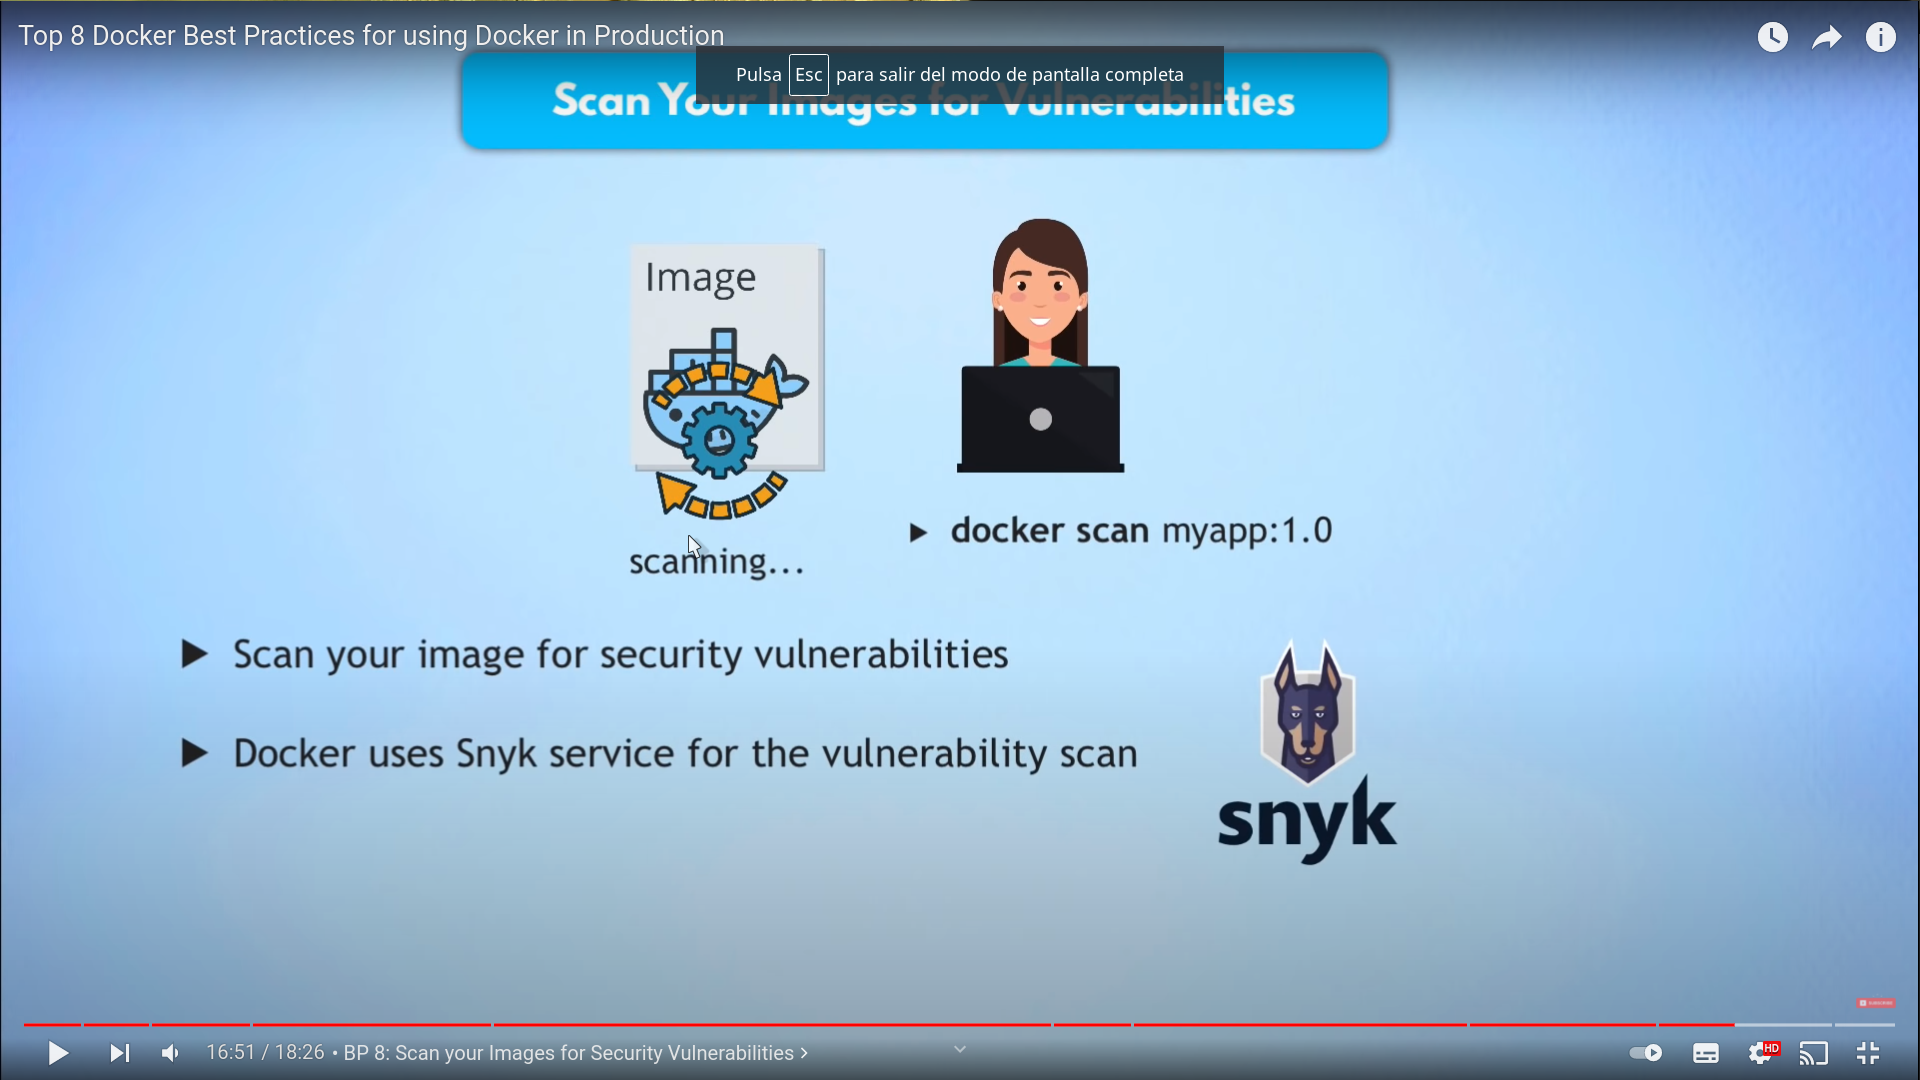 Top 8 Docker Best Practices for using Docker in Production
Pulsa Esc para salir del modo de pantalla completa
Scan Your Images for Vulnerabilities
Image
scanning...
docker scan myapp:1.0
Scan your image for security vulnerabilities
Docker uses Snyk service for the vulnerability scan
snyk
16:51 / 18:26 • BP 8: Scan your Images for Security Vulnerabilities
HD